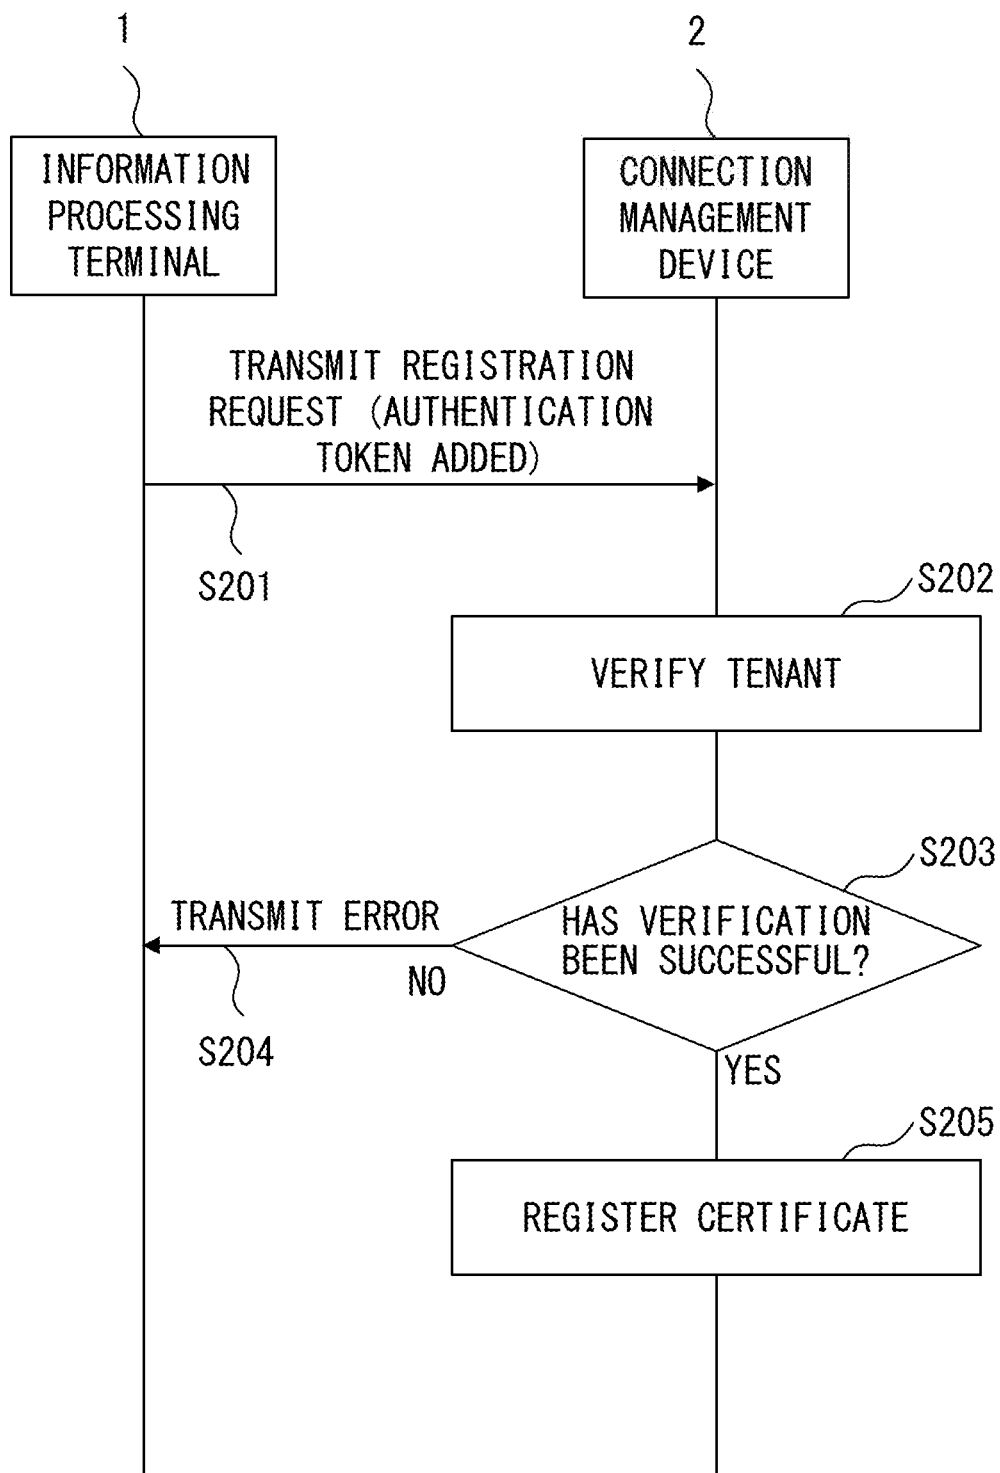 1
2
INFORMATION
PROCESSING
TERMINAL
CONNECTION
MANAGEMENT
DEVICE
TRANSMIT REGISTRATION
REQUEST (AUTHENTICATION
TOKEN ADDED)
S201
S202
VERIFY TENANT
S203
HAS VERIFICATION
BEEN SUCCESSFUL?
TRANSMIT ERROR
NO
S204
YES
S205
REGISTER CERTIFICATE